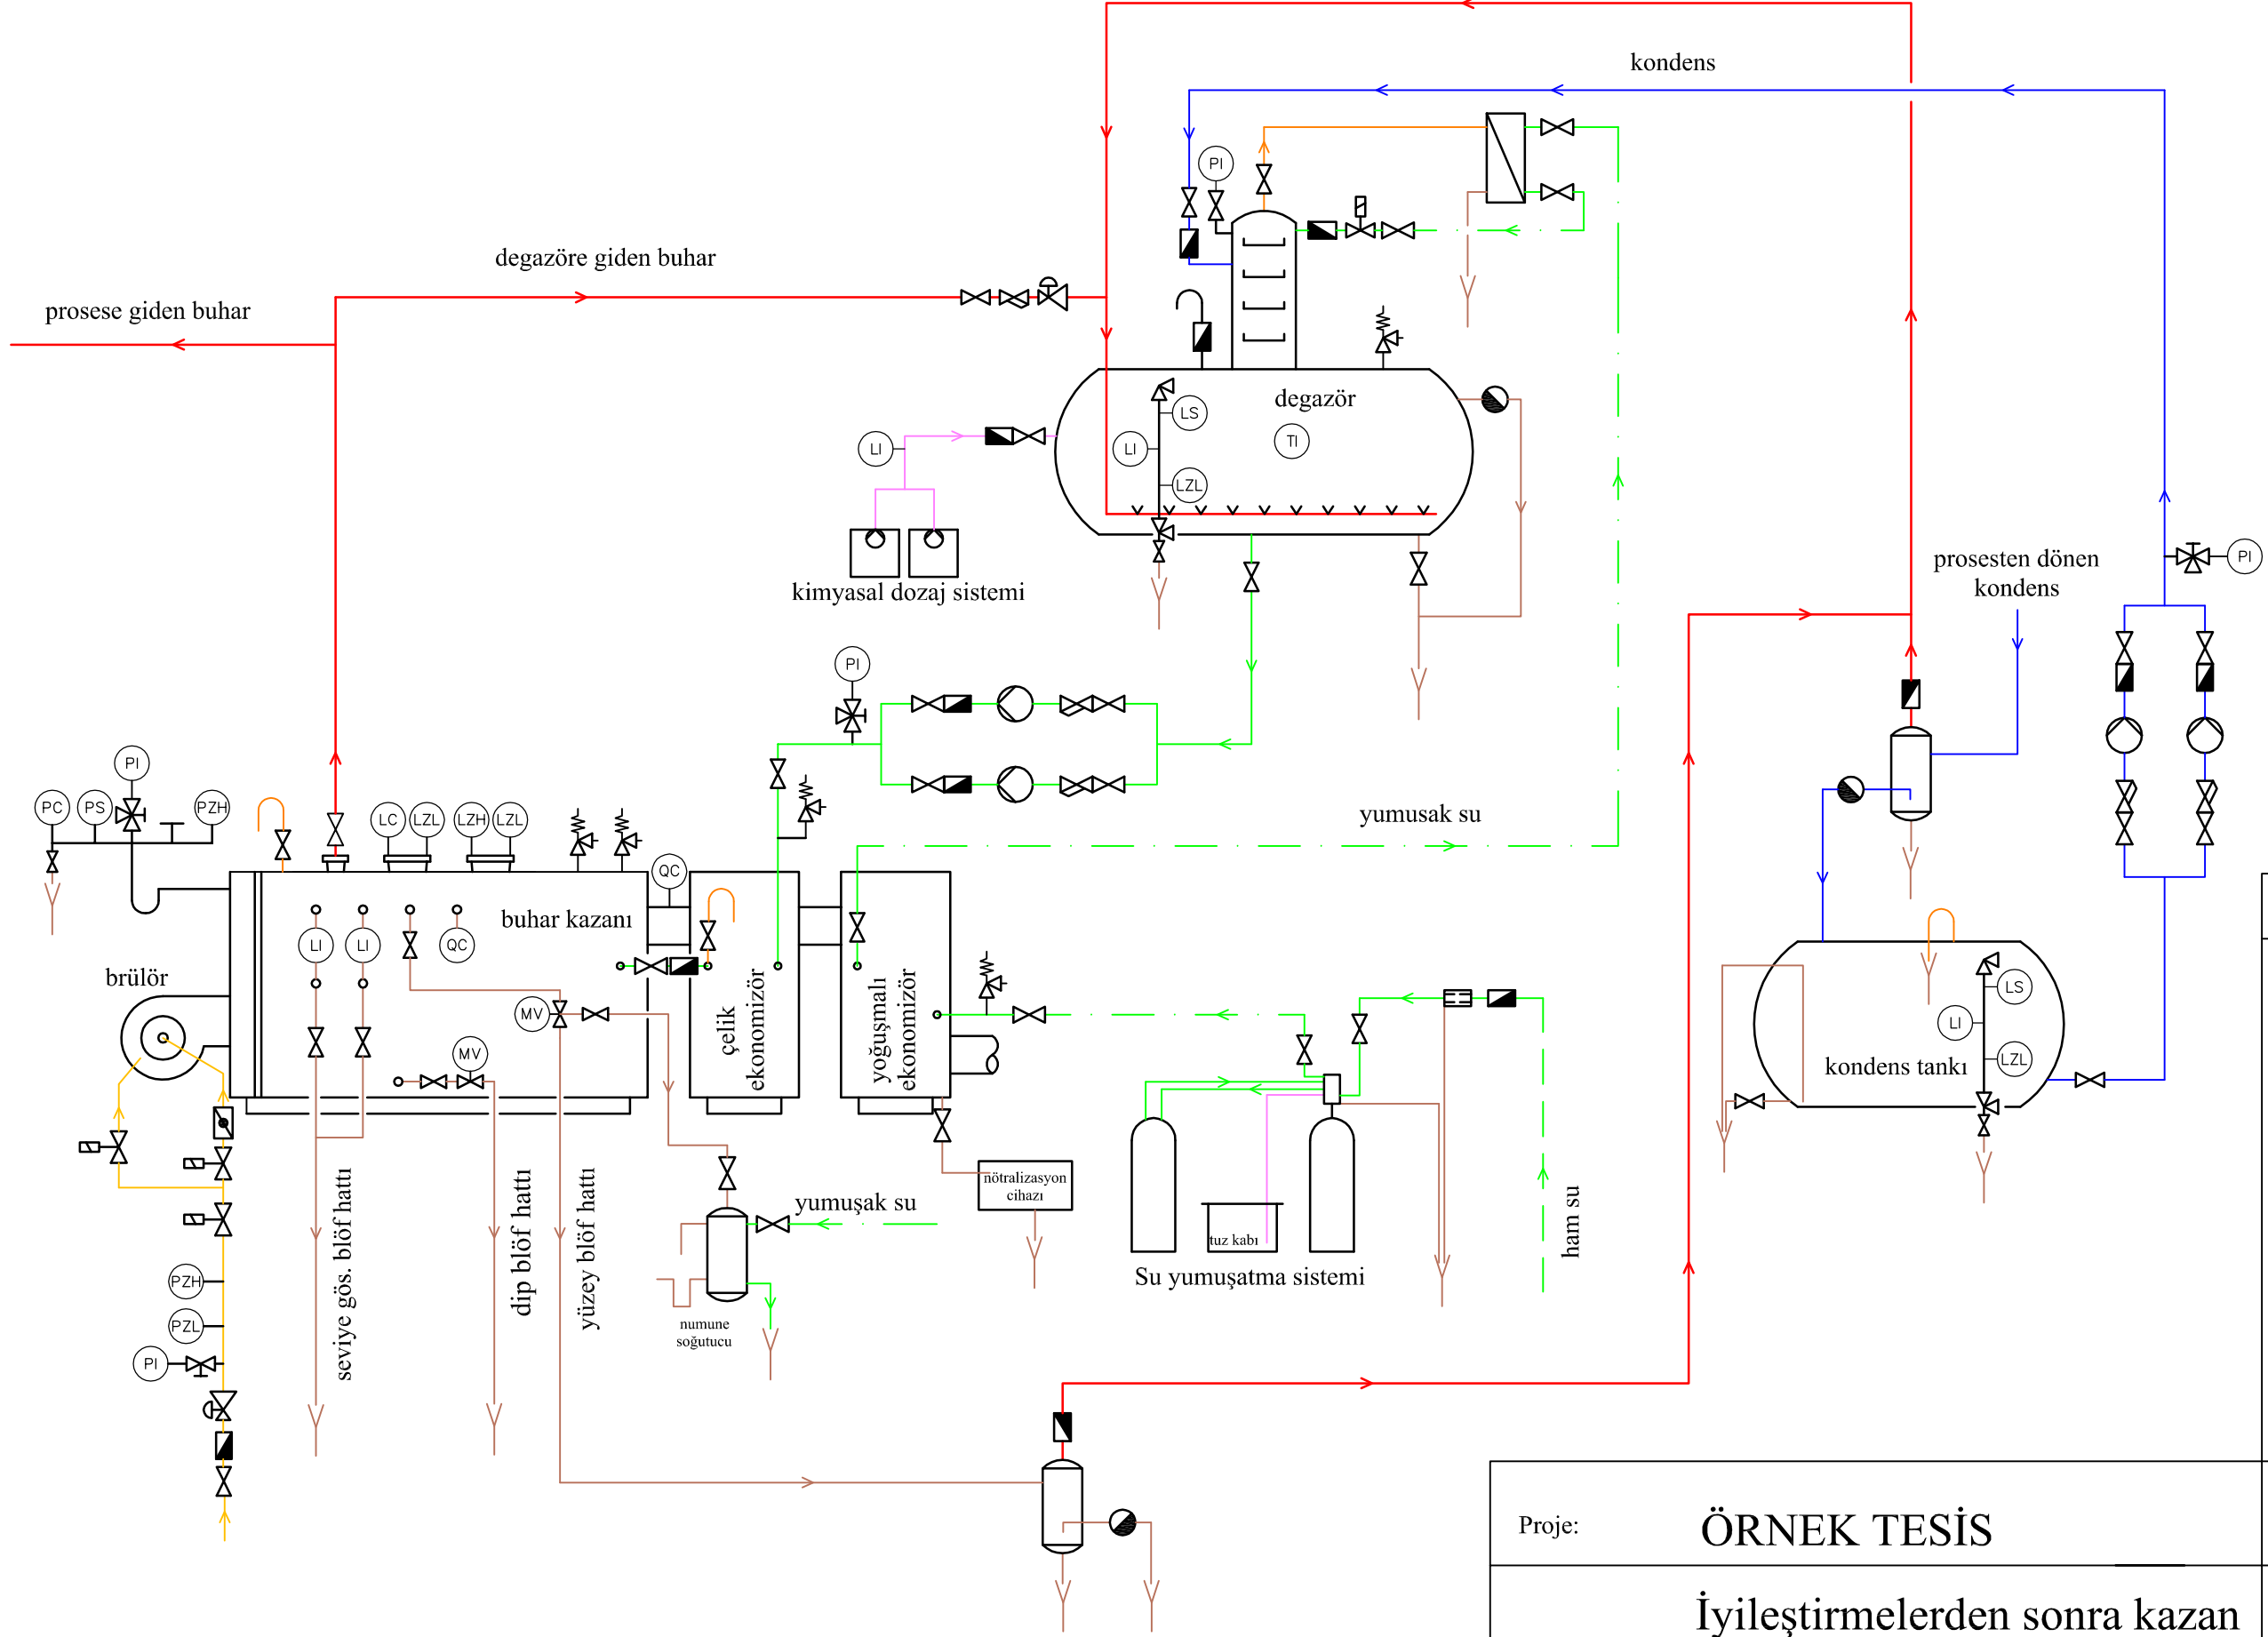 kondens
PI
degazöre giden buhar
prosese giden buhar
degazör
LS
LI
TI
LI
LZL
kimyasal dozaj sistemi
prosesten dönen
kondens
PI
PI
PI
PC
PS
PZH
LC
LZL
LZH
LZL
yumusak su
QC
buhar kazanı
LI
LI
QC
brülör
çelik
ekonomizör
yoğuşmalı
ekonomizör
MV
MV
LS
LI
LZL
kondens tankı
nötralizasyon
cihazı
yumuşak su
tuz kabı
ham su
Su yumuşatma sistemi
seviye gös. blöf hattı
dip blöf hattı
yüzey blöf hattı
PZH
PZL
PI
numune
soğutucu
Proje:
ÖRNEK TESİS
İyileştirmelerden sonra kazan